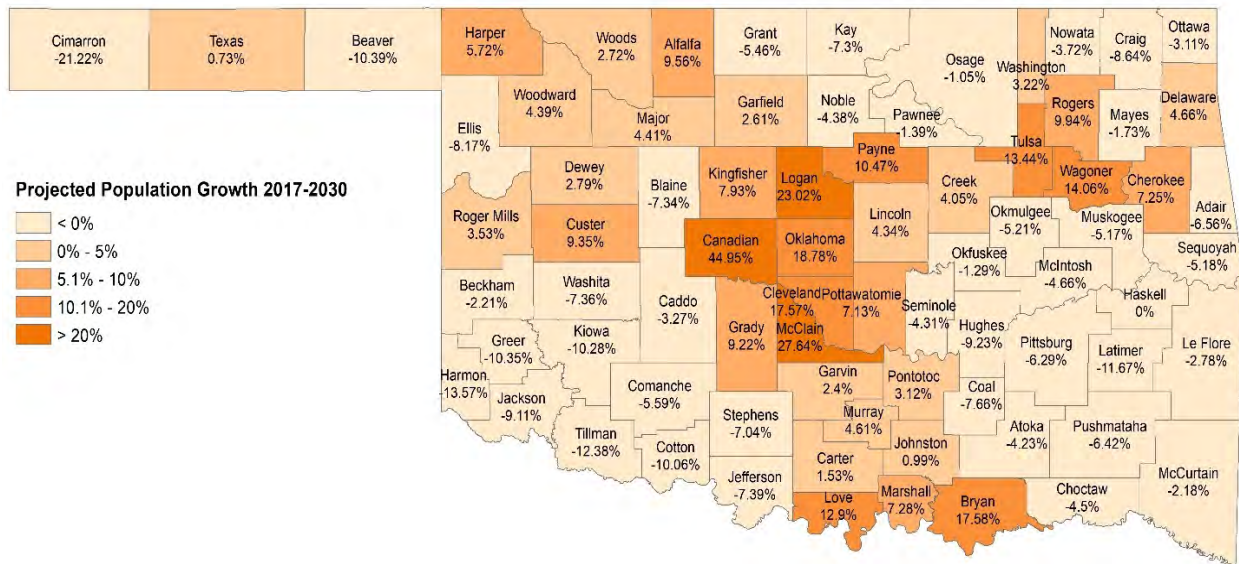 Cimarron
-21.22%
Texas
0.73%
Beaver
-10.39%
Harper
5.72%
Woods
2.72%
Alfalfa
9.56%
Grant
-5.46%
Kay
-7.3%
Osage
-1.05%
Washington
3.22%
Nowata
-3.72%
Craig
-8.64%
Ottawa
-3.11%
Woodward
4.39%
Ellis
-8.17%
Major
4.41%
Garfield
2.61%
Noble
-4.38%
Pawnee
-1.39%
Rogers
9.94%
Mayes
-1.73%
Delaware
4.66%
Projected Population Growth 2017-2030
< 0%
0% - 5%
5.1% - 10%
10.1% - 20%
> 20%
Dewey
2.79%
Blaine
-7.34%
Kingfisher
7.93%
Logan
23.02%
Payne
10.47%
Creek
4.05%
Tulsa
13.44%
Wagoner
14.06%
Cherokee
7.25%
Adair
-6.56%
Roger Mills
3.53%
Custer
9.35%
Canadian
44.95%
Oklahoma
18.78%
Lincoln
4.34%
Okmulgee
-5.21%
Muskogee
-5.17%
Okfuskee
-1.29%
McIntosh
-4.66%
Sequoyah
-5.18%
Beckham
-2.21%
Washita
-7.36%
Caddo
-3.27%
Grady
9.22%
Cleveland
17.57%
McClain
27.64%
Pottawatomie
7.13%
Seminole
-4.31%
Hughes
-9.23%
Pittsburg
-6.29%
Haskell
0%
Latimer
-11.67%
Le Flore
-2.78%
Greer
-10.35%
Kiowa
-10.28%
Harmon
-13.57%
Jackson
-9.11%
Comanche
-5.59%
Tillman
-12.38%
Cotton
-10.06%
Stephens
-7.04%
Jefferson
-7.39%
Garvin
2.4%
Murray
4.61%
Pontotoc
3.12%
Coal
-7.66%
Atoka
-4.23%
Pushmataha
-6.42%
McCurtain
-2.18%
Carter
1.53%
Johnston
0.99%
Love
12.9%
Marshall
7.28%
Bryan
17.58%
Choctaw
-4.5%